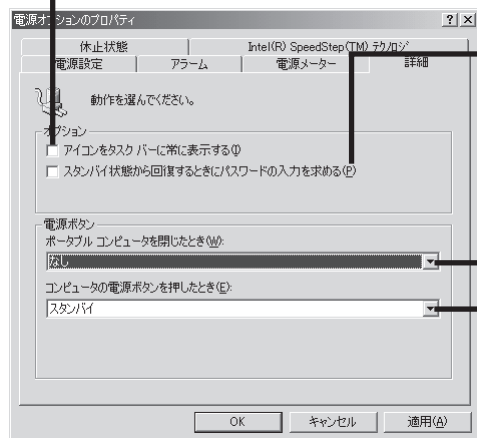 電源オプションのプロパティ
休止状態
Intel(R) SpeedStep(TM) テクノロジ
電源設定
アラーム
電源メーター
詳細
動作を選んでください。
オプション
アイコンをタスク バーに常に表示する(I)
スタンバイ状態から回復するときにパスワードの入力を求める(P)
電源ボタン
ポータブル コンピュータを閉じたとき(W):
なし
コンピュータの電源ボタンを押したとき(E):
スタンバイ
OK
キャンセル
適用(A)